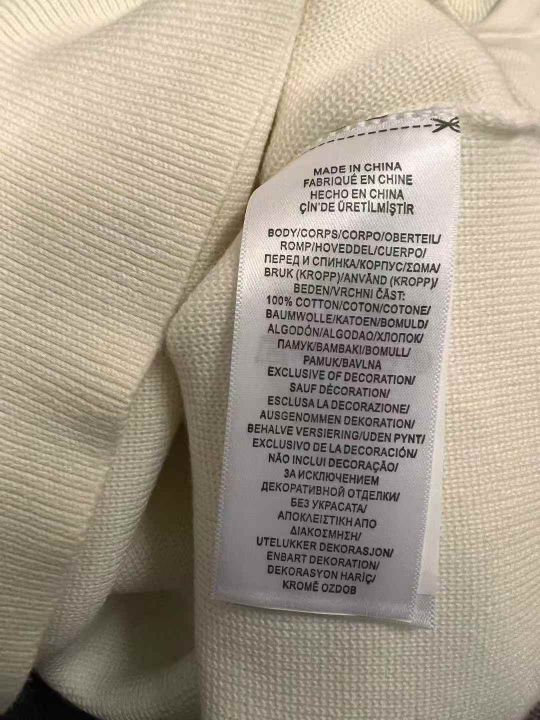 MADE IN CHINA
FABRIQUÉ EN CHINE
HECHO EN CHINA
ÇİN'DE ÜRETİLMİŞTİR
BODY/CORPS/CORPO/OBERTEIL/
ROMP/HOVEDDEL/CUERPO/
ПЕРЕД И СПИНКА/КОРПУС/ΣΩΜΑ/
BRUK (KROPP)/ANVÄND (KROPP)/
BEDEN/VRCHNI ČÁST:
100% COTTON/COTON/COTONE/
BAUMWOLLE/KATOEN/BOMULD/
ALGODÓN/ALGODAO/ХЛОПОК/
ПАМУК/BAMBAKI/BOMULL/
PAMUK/BAVLNA
EXCLUSIVE OF DECORATION/
SAUF DÉCORATION/
ESCLUSA LA DECORAZIONE/
AUSGENOMMEN DEKORATION/
BEHALVE VERSIERING/UDEN PYNT/
EXCLUSIVO DE LA DECORACIÓN/
NÃO INCLUI DECORAÇÃO/
ЗА ИСКЛЮЧЕНИЕМ
ДЕКОРАТИВНОЙ ОТДЕЛКИ/
БЕЗ УКРАСАТА/
ΑΠΟΚΛΕΙΣΤΙΚΗ ΑΠΟ
ΔΙΑΚΟΣΜΗΣΗ/
UTELUKKER DEKORASJON/
ENBART DEKORATION/
DEKORASYON HARİÇ/
KROMĚ OZDOB